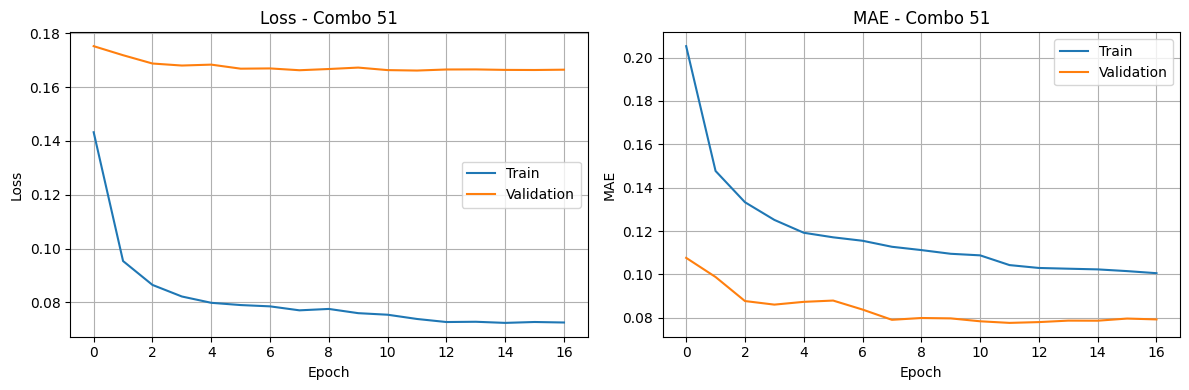 Loss - Combo 51
0.18
0.16
0.14
0.12
0.10
0.08
Loss
Train
Validation
0 2 4 6 8 10 12 14 16
Epoch
MAE - Combo 51
0.20
0.18
0.16
0.14
0.12
0.10
0.08
MAE
Train
Validation
0 2 4 6 8 10 12 14 16
Epoch